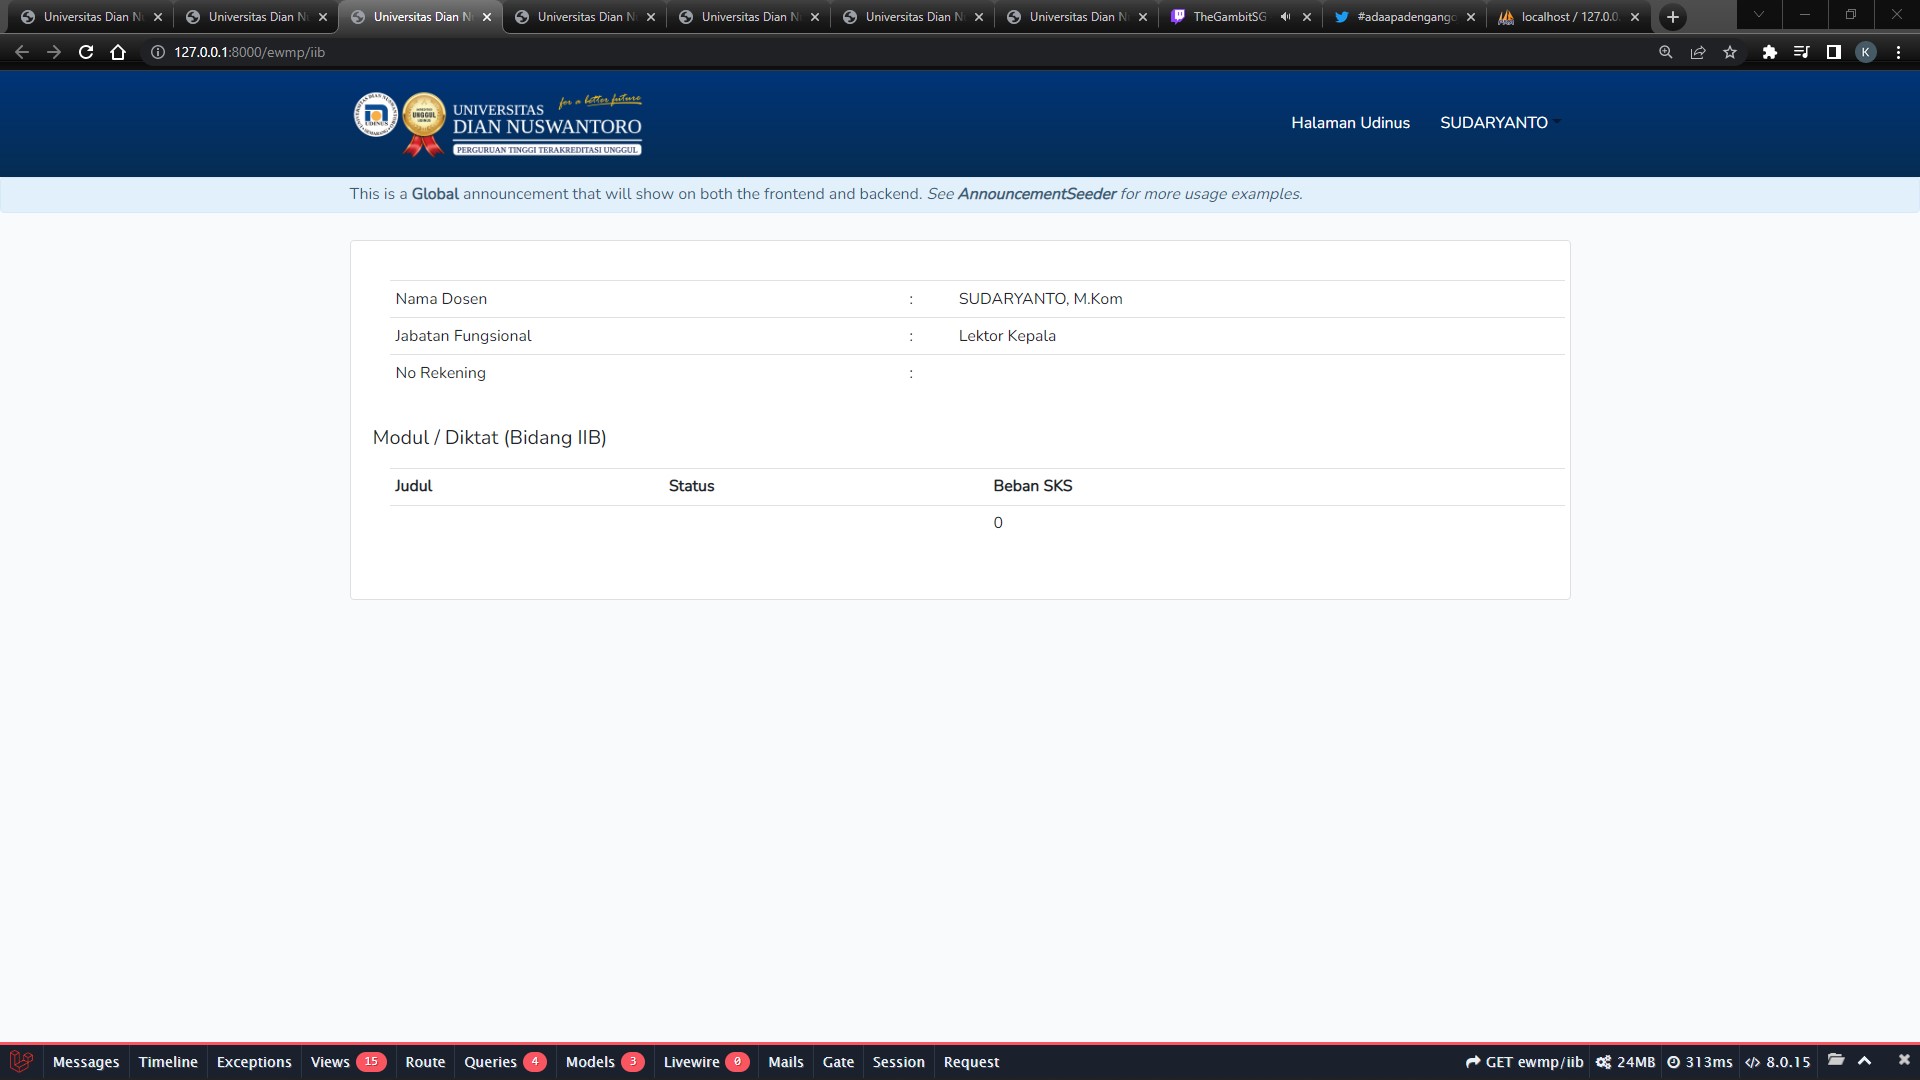 Universitas Dian N
Universitas Dian N
Universitas Dian N
Universitas Dian N
Universitas Dian N
Universitas Dian N
Universitas Dian N
TheGambitSG
#adaapadengango
localhost / 127.0.0.
127.0.0.1:8000/ewmp/iib
K
UDINUS
UNGGUL
UNIVERSITAS
for a better future
DIAN NUSWANTORO
PERGURUAN TINGGI TERAKREDITASI UNGGUL
Halaman Udinus
SUDARYANTO
This is a Global announcement that will show on both the frontend and backend. See AnnouncementSeeder for more usage examples.
Nama Dosen : SUDARYANTO, M.Kom
Jabatan Fungsional : Lektor Kepala
No Rekening :
Modul / Diktat (Bidang IIB)
Judul Status Beban SKS
0
Messages Timeline Exceptions Views 15 Route Queries 4 Models 3 Livewire 0 Mails Gate Session Request GET ewmp/iib 24MB 313ms 8.0.15